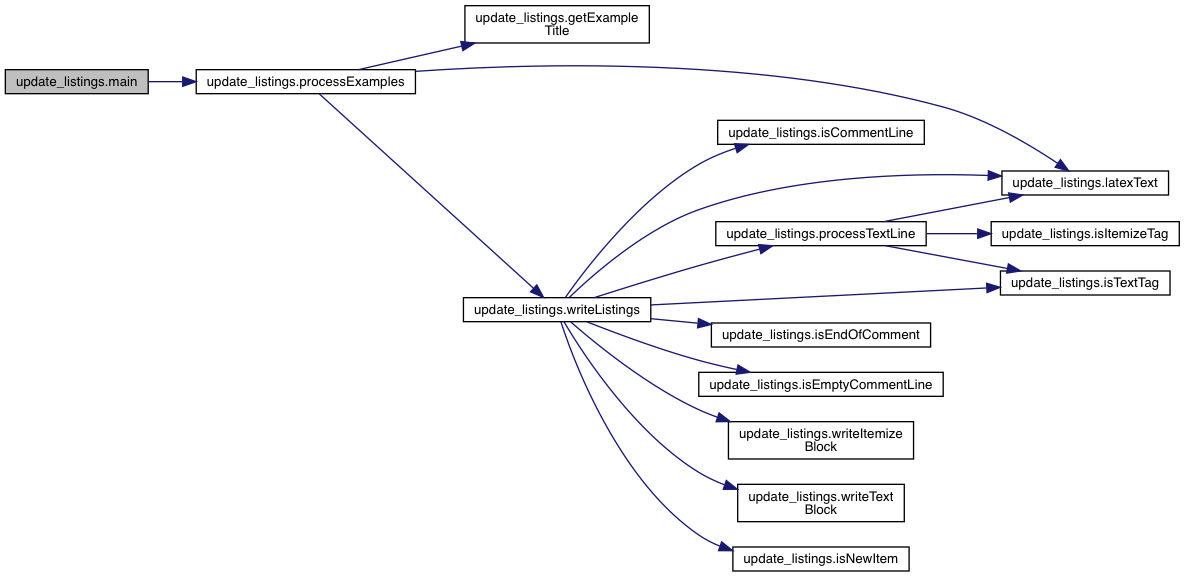 update_listings.getExample
Title
update_listings.main
update_listings.processExamples
update_listings.isCommentLine
update_listings.latexText
update_listings.processTextLine
update_listings.isItemizeTag
update_listings.isTextTag
update_listings.writeListings
update_listings.isEndOfComment
update_listings.isEmptyCommentLine
update_listings.writeItemize
Block
update_listings.writeText
Block
update_listings.isNewItem